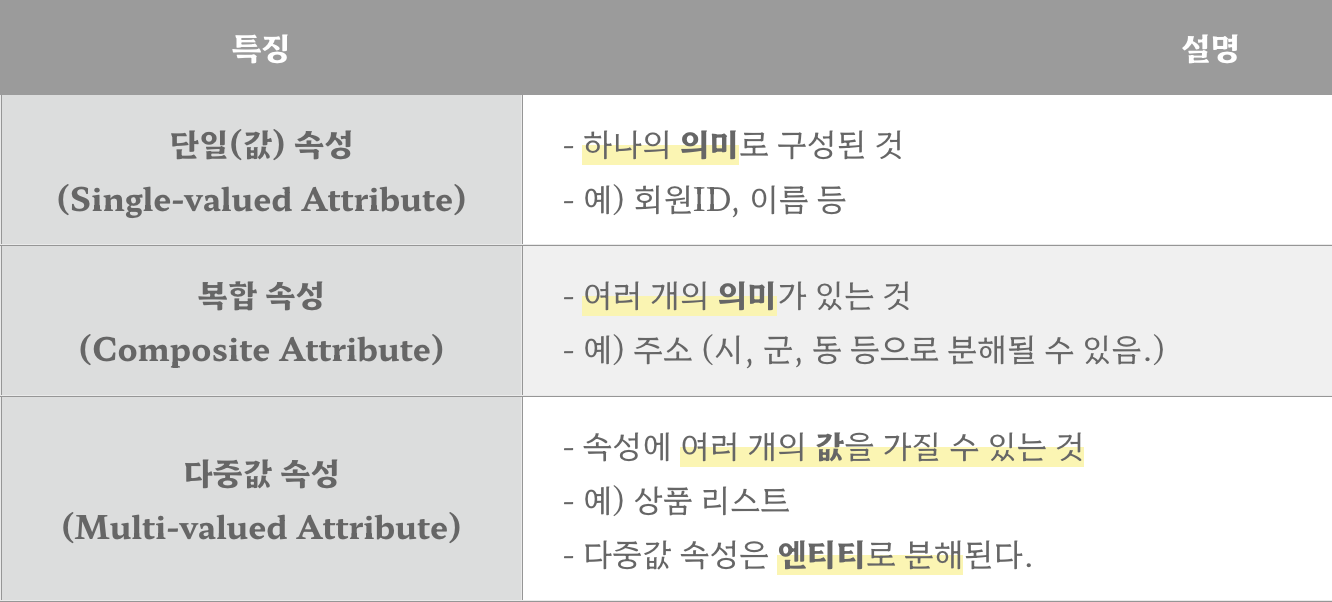 특징
설명
단일(값) 속성
(Single-valued Attribute)
- 하나의 의미로 구성된 것
- 예) 회원ID, 이름 등
복합 속성
(Composite Attribute)
- 여러 개의 의미가 있는 것
- 예) 주소 (시, 군, 동 등으로 분해될 수 있음.)
다중값 속성
(Multi-valued Attribute)
- 속성에 여러 개의 값을 가질 수 있는 것
- 예) 상품 리스트
- 다중값 속성은 엔티티로 분해된다.